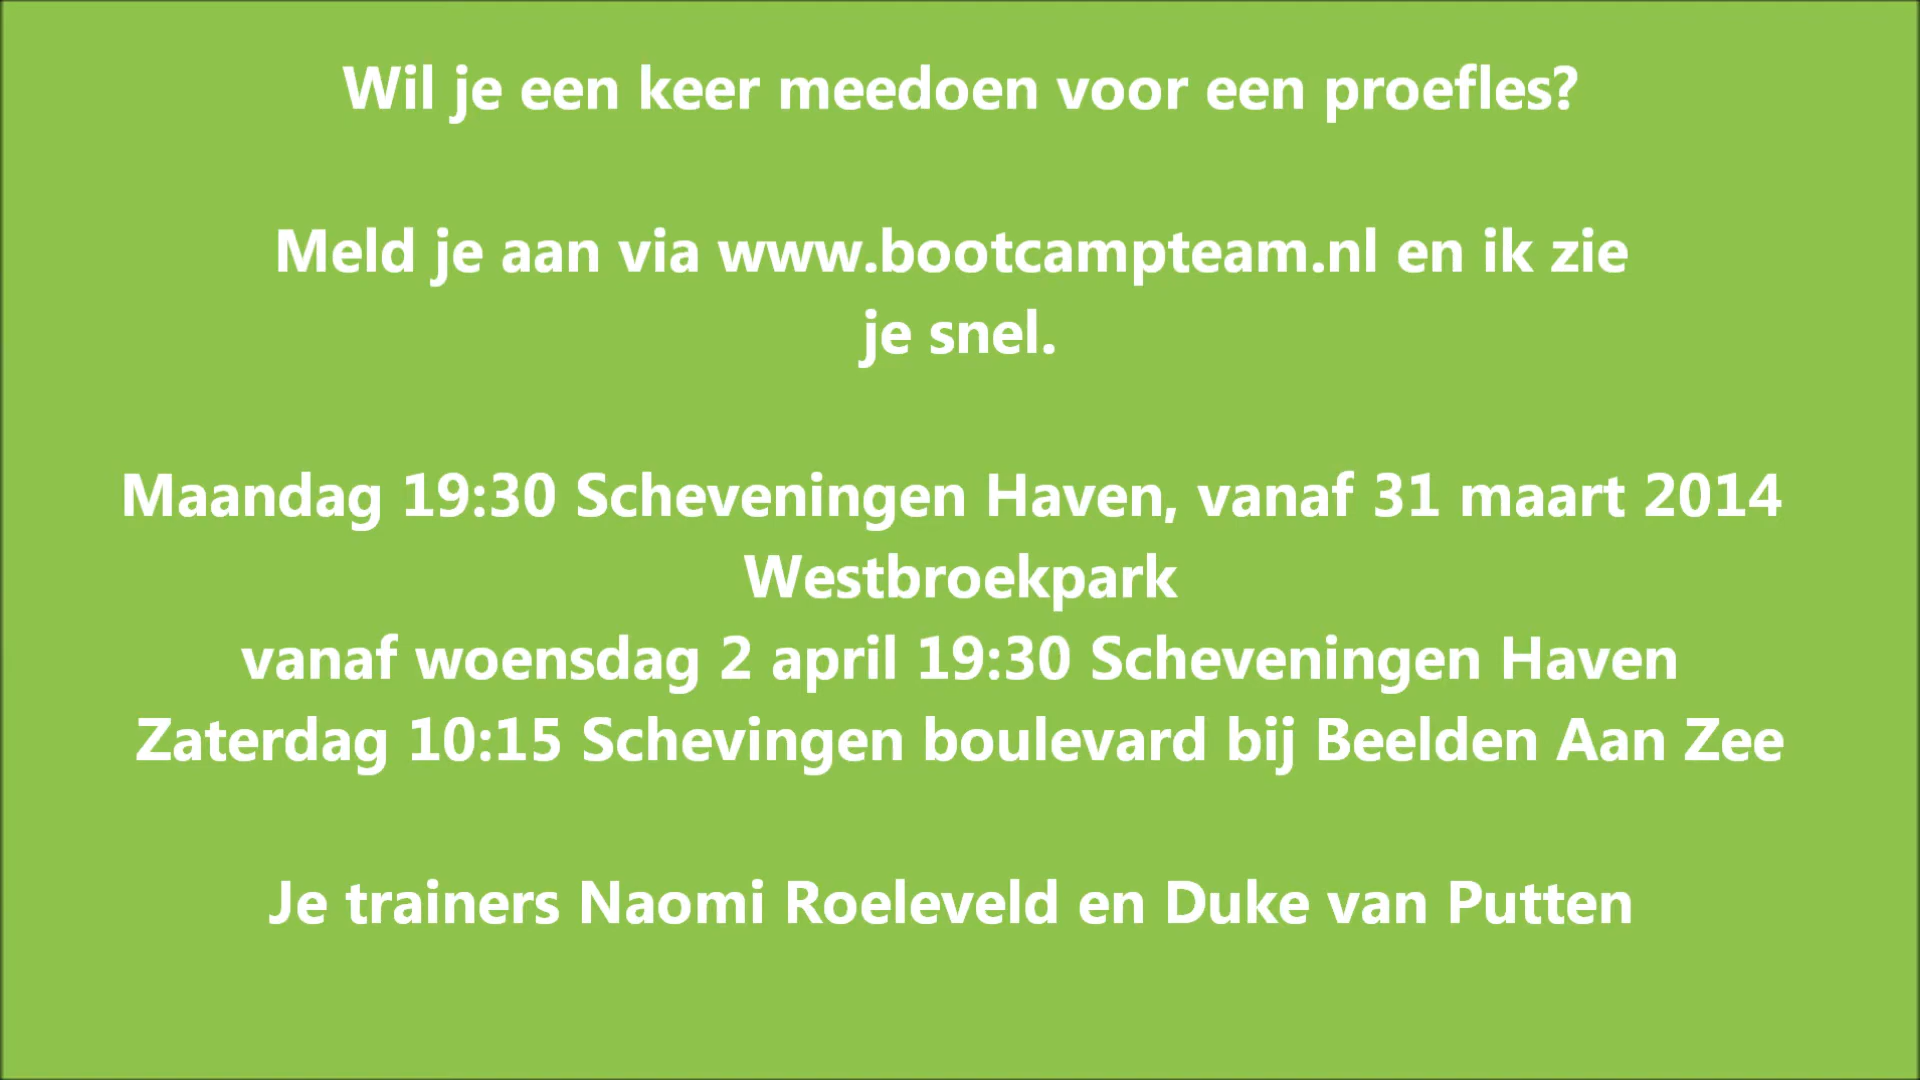 Wil je een keer meedoen voor een proefles?
Meld je aan via www.bootcampteam.nl en ik zie
je snel.
Maandag 19:30 Scheveningen Haven, vanaf 31 maart 2014
Westbroekpark
vanaf woensdag 2 april 19:30 Scheveningen Haven
Zaterdag 10:15 Schevingen boulevard bij Beelden Aan Zee
Je trainers Naomi Roeleveld en Duke van Putten